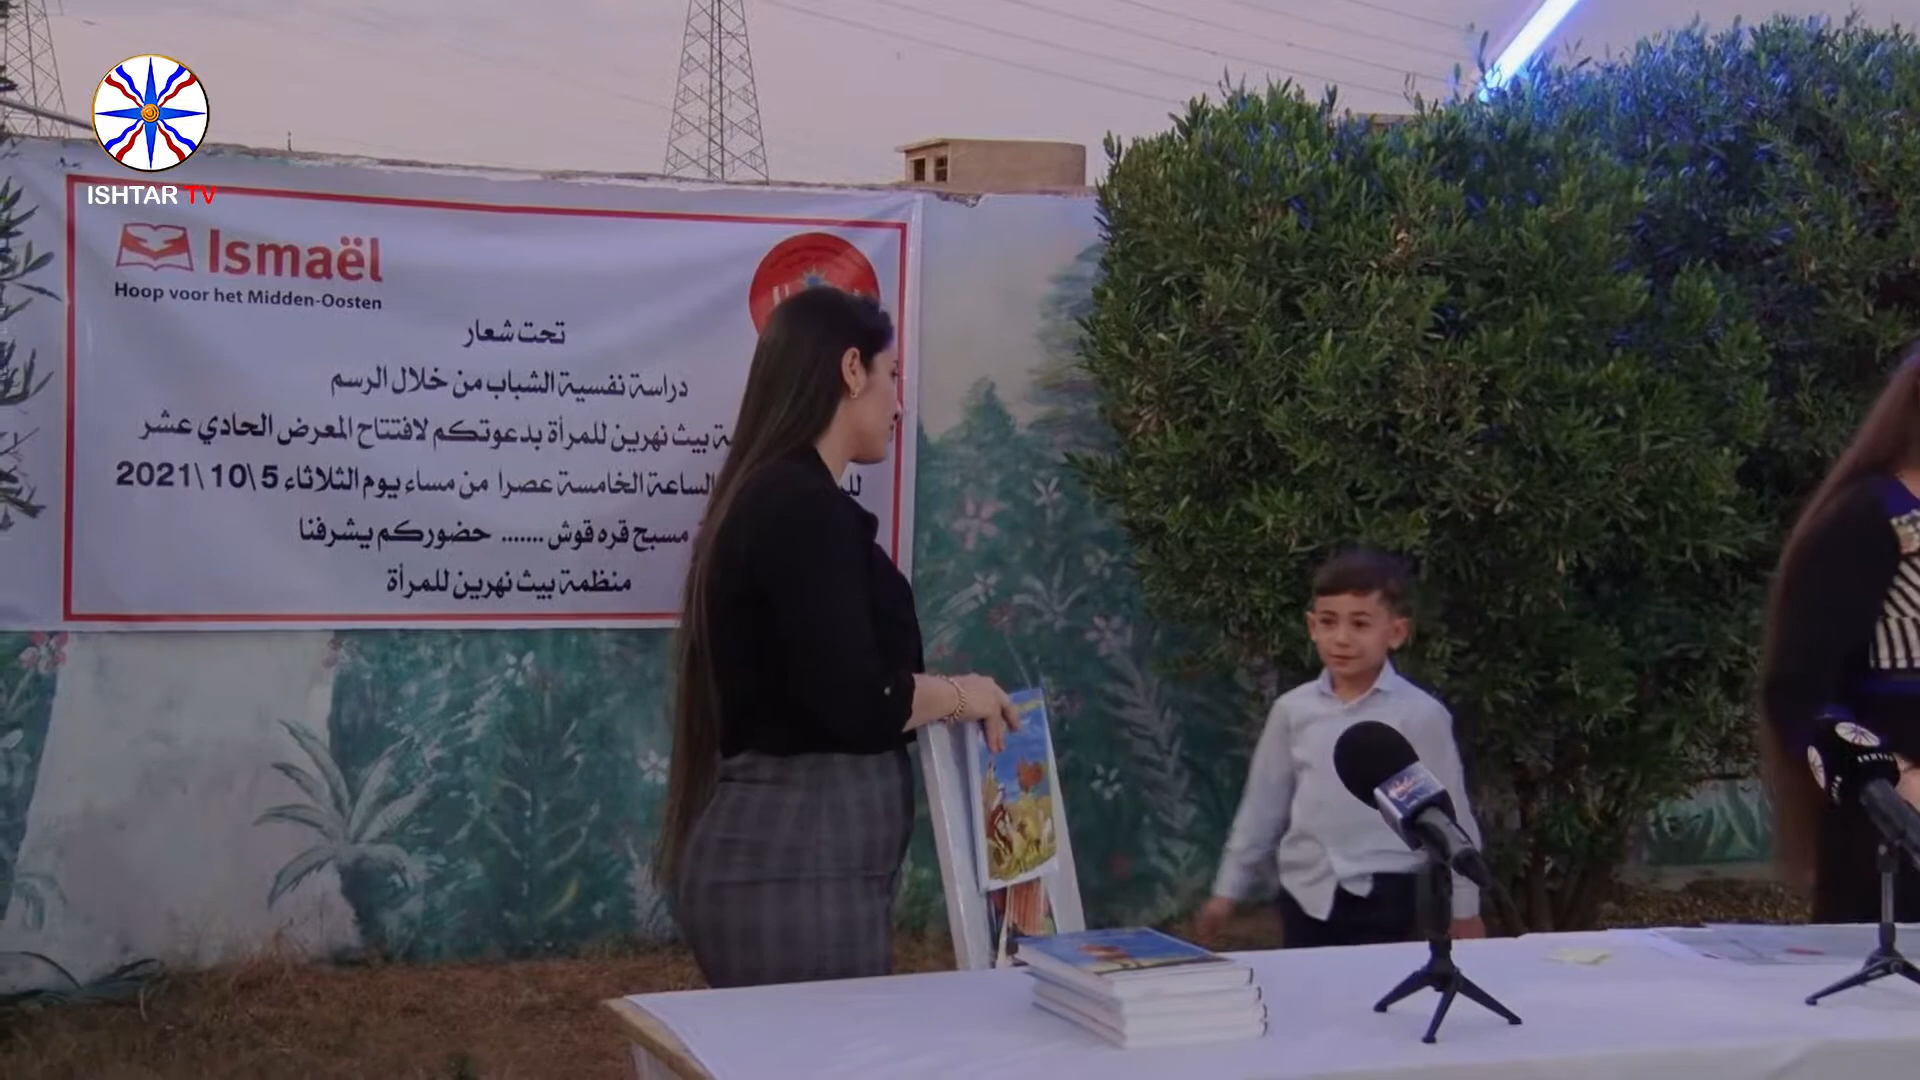 ISHTAR TV
Ismaël
Hoop voor het Midden-Oosten
تحت شعار
دراسة نفسية الشباب من خلال الرسم
بيث نهرين للمرأة بدعوتكم لافتتاح المعرض الحادي عشر
الساعة الخامسة عصرا من مساء يوم الثلاثاء 5\10\2021
مسبح قره قوش ....... حضوركم يشرفنا
منظمة بيث نهرين للمرأة
ISHTAR